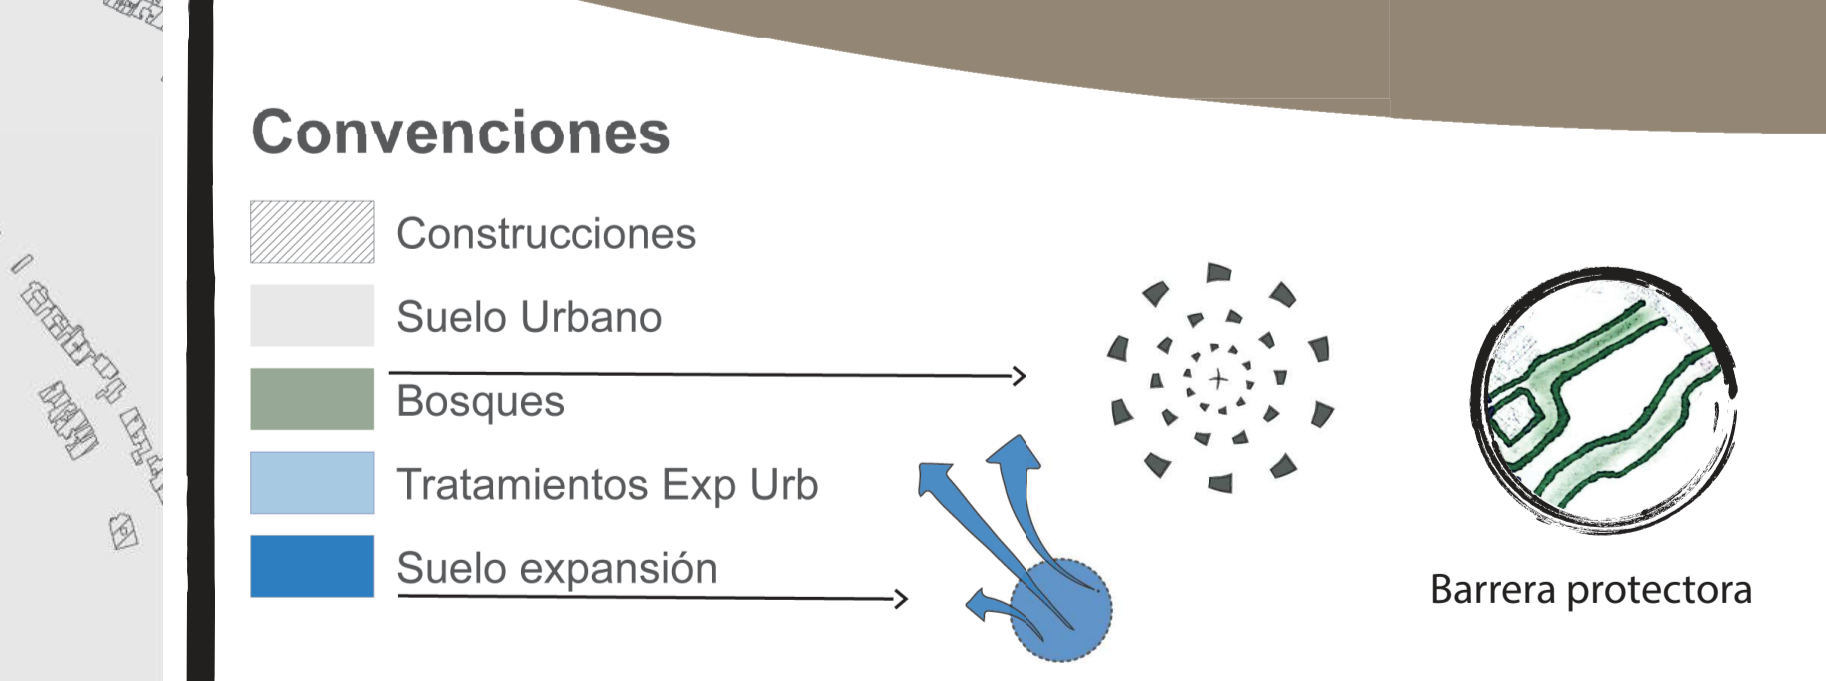 Convenciones
Construcciones
Suelo Urbano
Bosques
Tratamientos Exp Urb
Suelo expansión
Barrera protectora